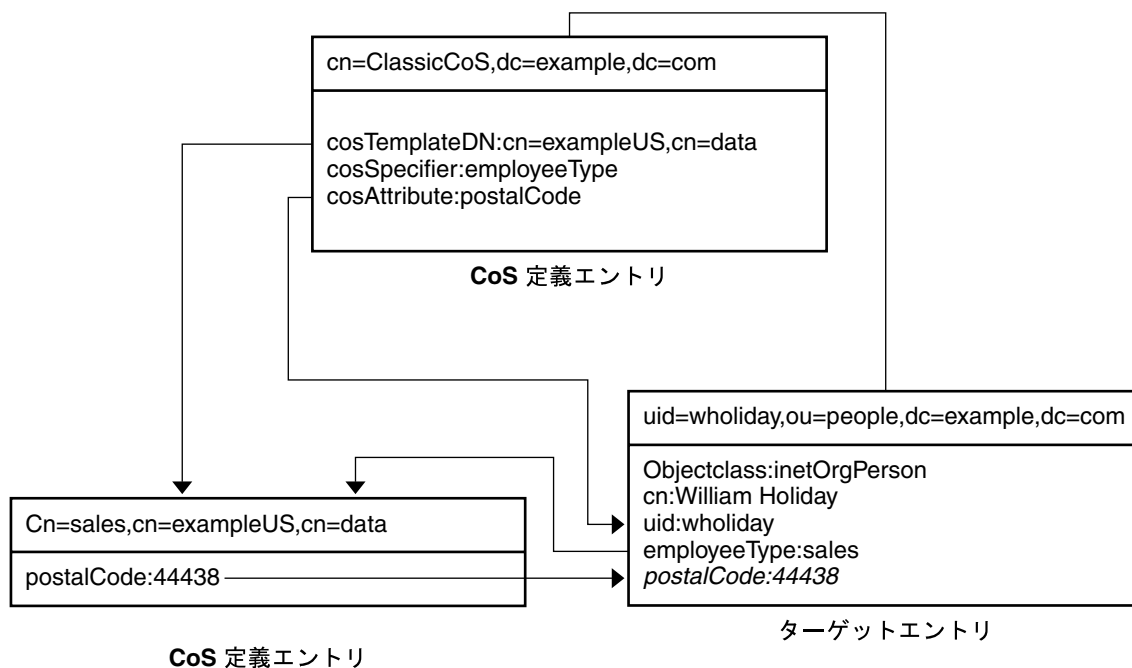 cn=ClassicCoS,dc=example,dc=com
cosTemplateDN:cn=exampleUS,cn=data
cosSpecifier:employeeType
cosAttribute:postalCode
CoS 定義エントリ
uid=wholiday,ou=people,dc=example,dc=com
Objectclass:inetOrgPerson
cn:William Holiday
uid:wholiday
employeeType:sales
postalCode:44438
ターゲットエントリ
Cn=sales,cn=exampleUS,cn=data
postalCode:44438
CoS 定義エントリ